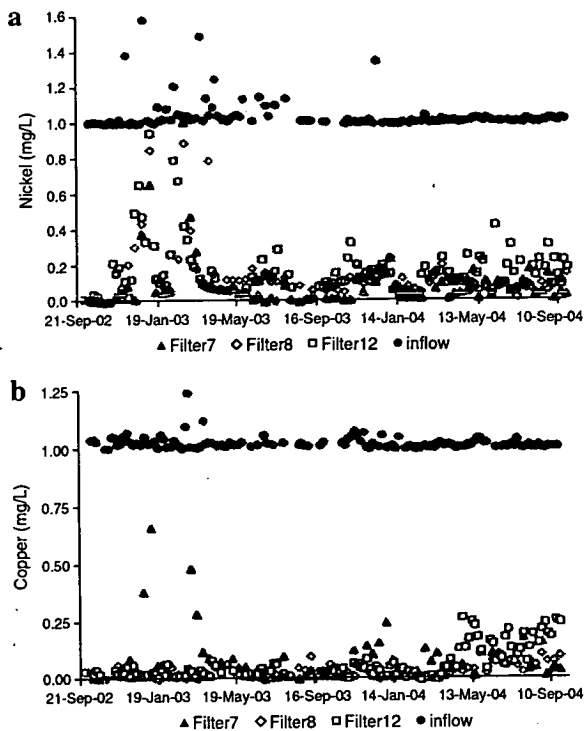 a
1.6
1.4
1.2
1.0
0.8
0.6
0.4
0.2
0.0
Nickel (mg/L)
21-Sep-02 19-Jan-03 19-May-03 16-Sep-03 14-Jan-04 13-May-04 10-Sep-04
Filter7 Filter8 Filter12 inflow
b
1.25
1.00
0.75
0.50
0.25
0.00
Copper (mg/L)
21-Sep-02 19-Jan-03 19-May-03 16-Sep-03 14-Jan-04 13-May-04 10-Sep-04
Filter7 Filter8 Filter12 inflow